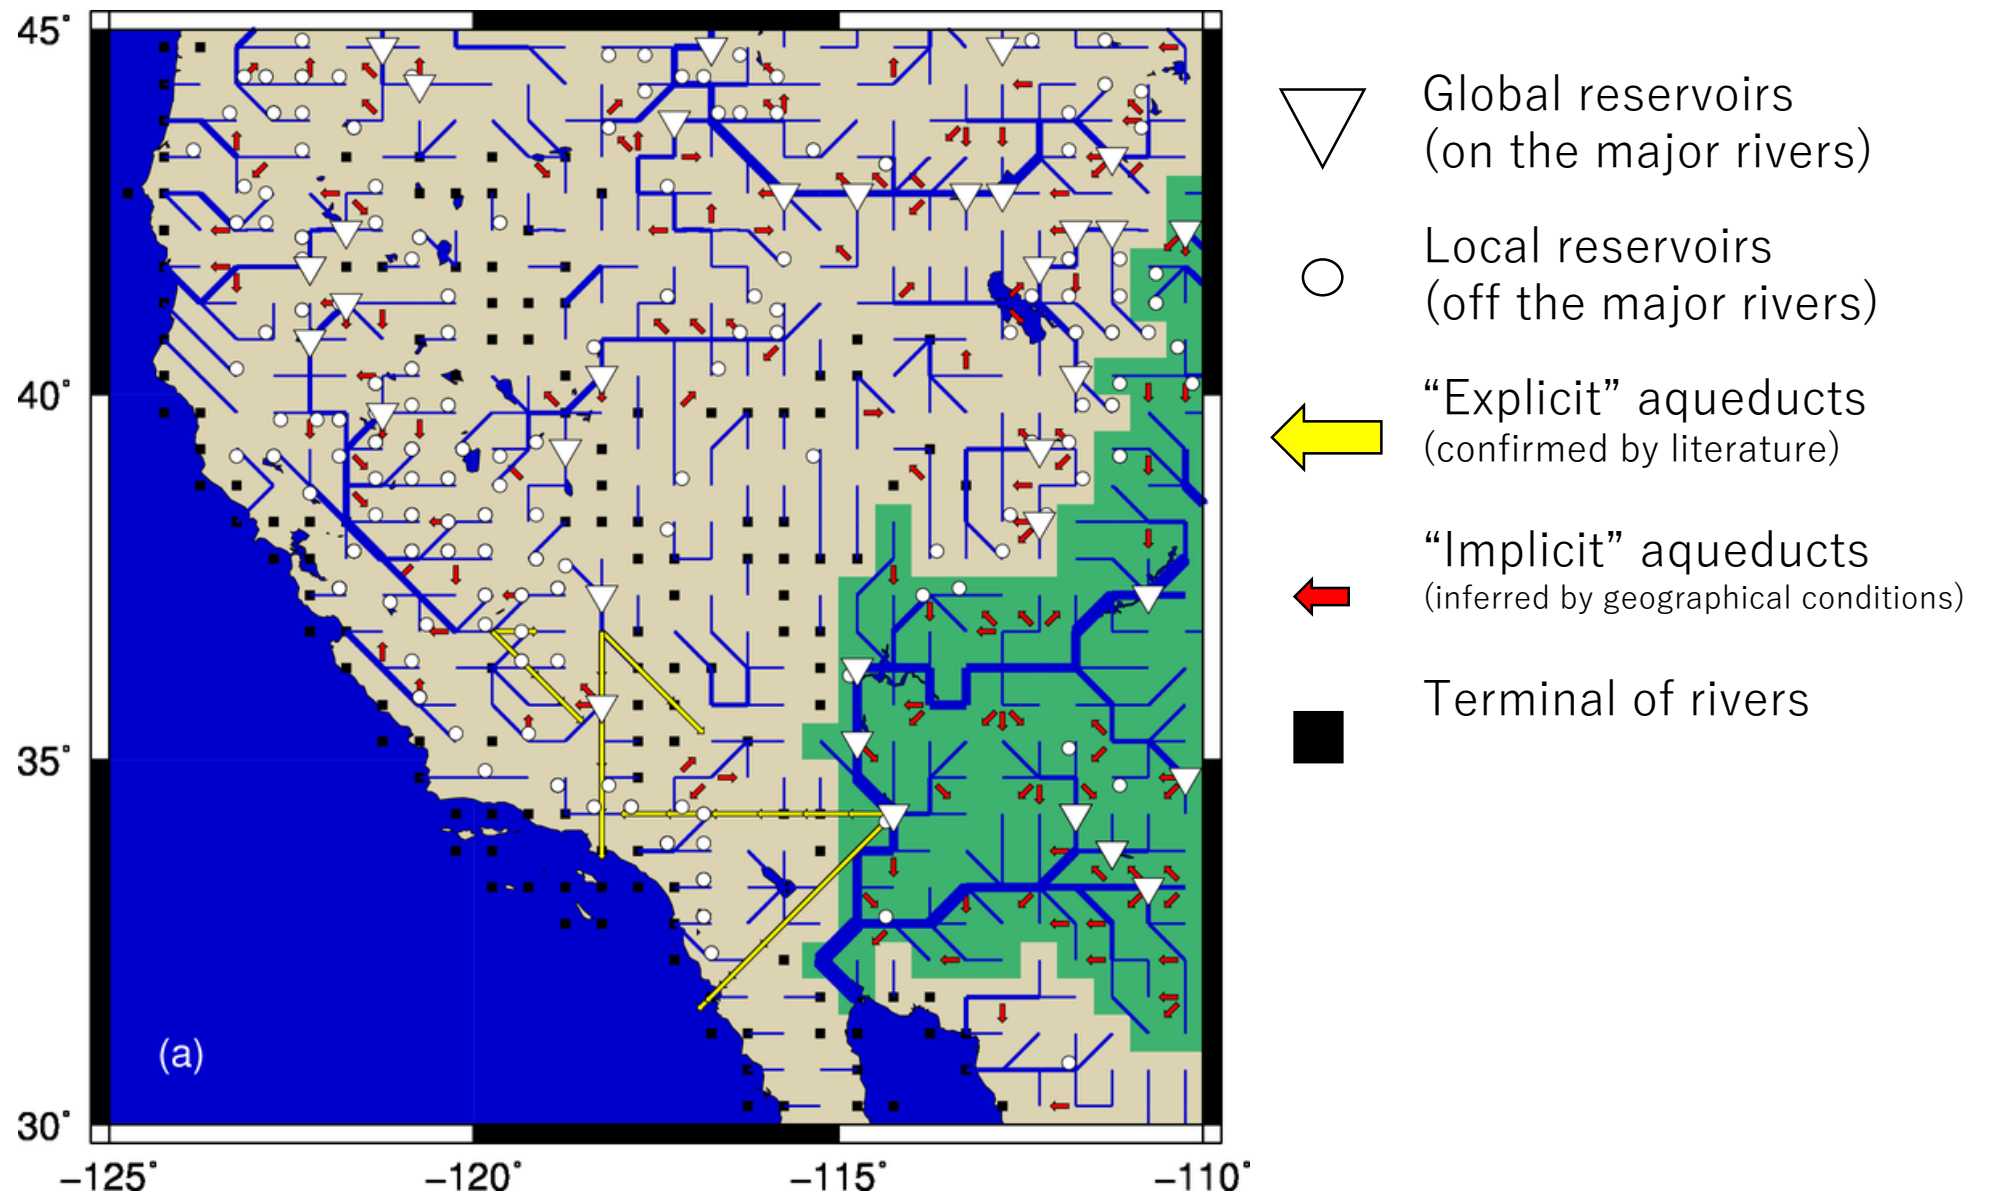 45°
40°
35°
30°
−125°
−120°
−115°
−110°
(a)
Global reservoirs
(on the major rivers)
Local reservoirs
(off the major rivers)
“Explicit” aqueducts
(confirmed by literature)
“Implicit” aqueducts
(inferred by geographical conditions)
Terminal of rivers